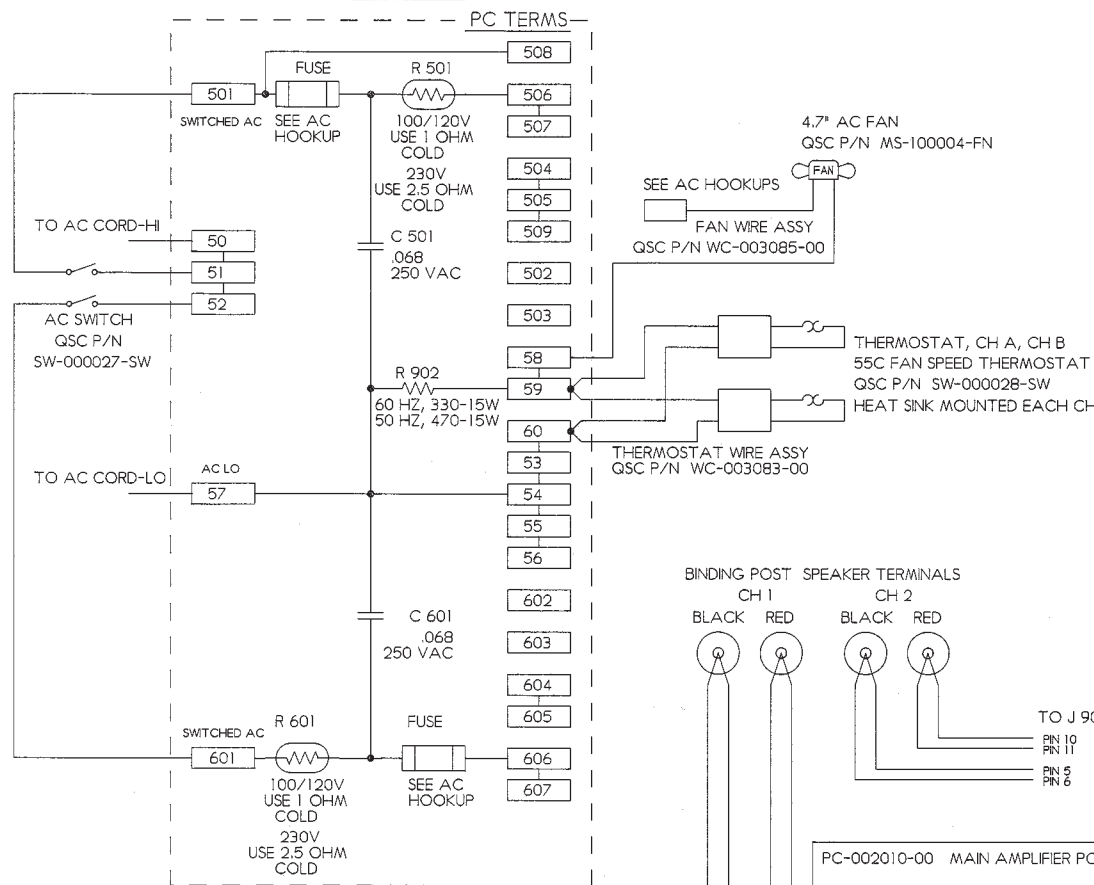 PC TERMS
508
FUSE
R 501
501
506
SWITCHED AC
SEE AC
HOOKUP
100/120V
USE 1 OHM
COLD
507
230V
USE 2.5 OHM
COLD
504
505
509
4.7" AC FAN
QSC P/N MS-100004-FN
FAN
SEE AC HOOKUPS
FAN WIRE ASSY
QSC P/N WC-003085-00
TO AC CORD-HI
50
51
52
C 501
.068
250 VAC
502
503
AC SWITCH
QSC P/N
SW-000027-SW
58
R 902
59
60 HZ, 330-15W
50 HZ, 470-15W
THERMOSTAT, CH A, CH B
55C FAN SPEED THERMOSTAT
QSC P/N SW-000028-SW
HEAT SINK MOUNTED EACH CH
60
THERMOSTAT WIRE ASSY
QSC P/N WC-003083-00
53
AC LO
TO AC CORD-LO
57
54
55
56
602
C 601
.068
250 VAC
603
604
605
BINDING POST SPEAKER TERMINALS
CH 1
CH 2
BLACK RED
BLACK RED
TO J 90
PIN 10
PIN 11
PIN 5
PIN 6
SWITCHED AC
R 601
FUSE
601
606
100/120V
USE 1 OHM
COLD
SEE AC
HOOKUP
607
230V
USE 2.5 OHM
COLD
PC-002010-00 MAIN AMPLIFIER PC